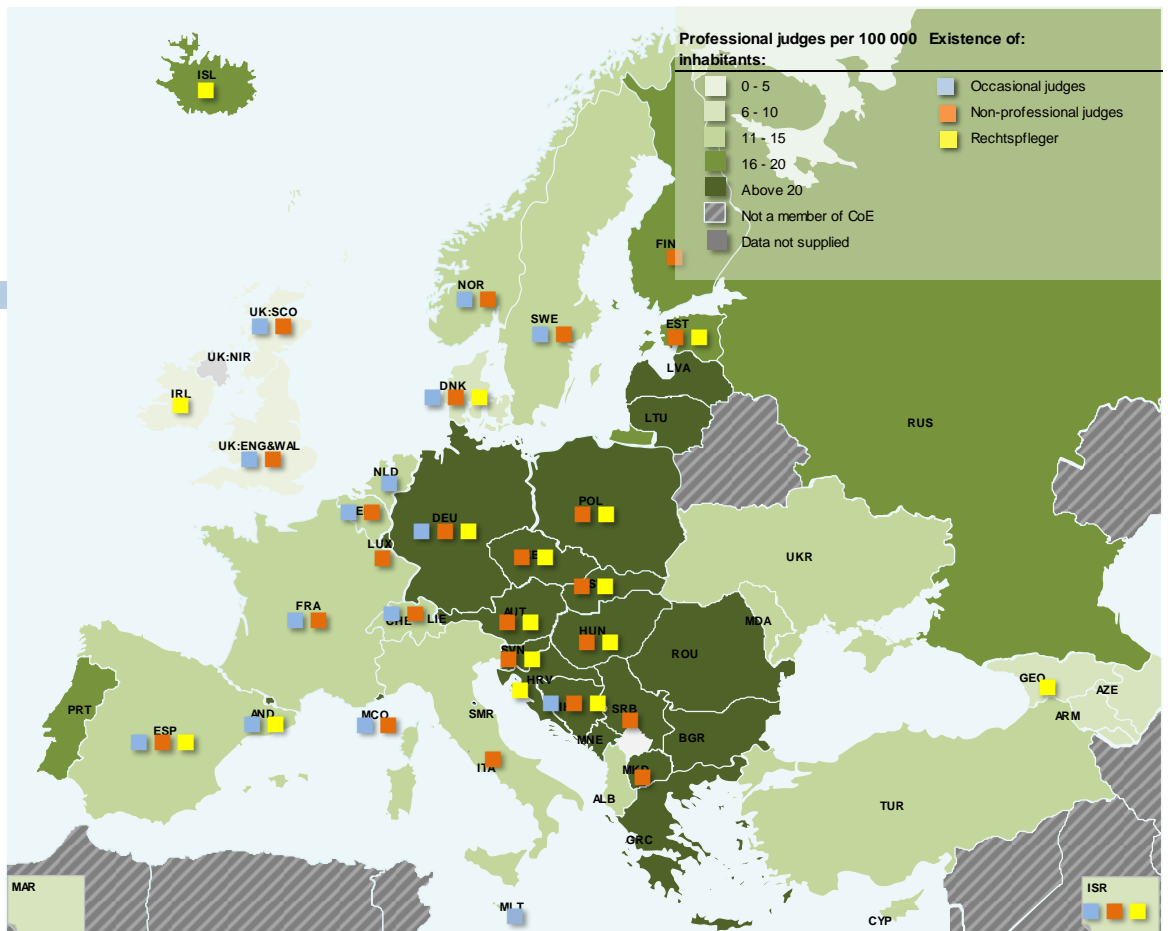 Professional judges per 100 000 inhabitants:
Existence of:
0 - 5
6 - 10
11 - 15
16 - 20
Above 20
Not a member of CoE
Data not supplied
Occasional judges
Non-professional judges
Rechtspfleger
ISL
FIN
NOR
SWE
UK:SCO
EST
UK:NIR
LVA
DNK
IRL
LTU
RUS
UK:ENG&WAL
NLD
POL
DEU
LUX
UKR
FRA
AUT
CHE
LIE
HUN
MDA
ROU
SVN
HRV
GEO
AZE
PRT
AND
MCO
SMR
SRB
ARM
ESP
MNE
BGR
ITA
MKD
ALB
TUR
GRC
MAR
ISR
MLT
CYP